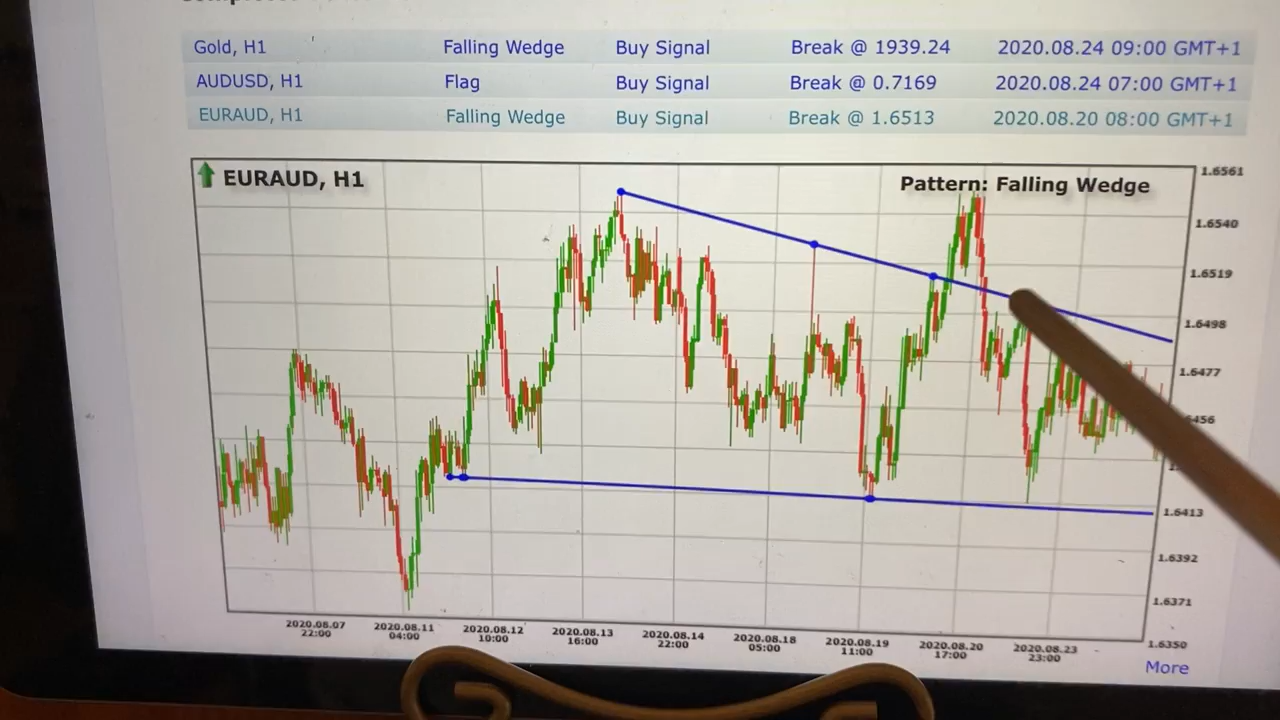 Gold, H1 Falling Wedge Buy Signal Break @ 1939.24 2020.08.24 09:00 GMT+1
AUDUSD, H1 Flag Buy Signal Break @ 0.7169 2020.08.24 07:00 GMT+1
EURAUD, H1 Falling Wedge Buy Signal Break @ 1.6513 2020.08.20 08:00 GMT+1
EURAUD, H1 Pattern: Falling Wedge
1.6561
1.6540
1.6519
1.6498
1.6477
456
1.6413
1.6392
1.6371
1.6350
2020.08.07 2020.08.11 2020.08.12 2020.08.13 2020.08.14 2020.08.18 2020.08.19 2020.08.20 2020.08.23
22:00 04:00 10:00 16:00 22:00 05:00 11:00 17:00 23:00
More